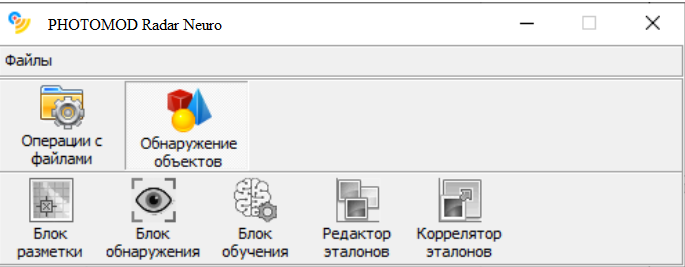 PHOTOMOD Radar Neuro
Файлы
Операции с
файлами
Обнаружение
объектов
Блок
разметки
Блок
обнаружения
Блок
обучения
Редактор
эталонов
Коррелятор
эталонов